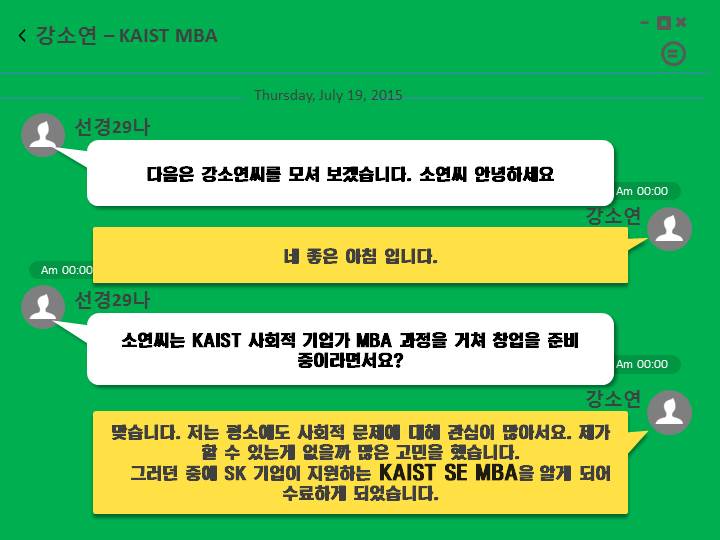 강소연 – KAIST MBA
Thursday, July 19, 2015
선경29나
다음은 강소연씨를 모셔 보겠습니다. 소연씨 안녕하세요
Am 00:00
강소연
네 좋은 아침 입니다.
Am 00:00
선경29나
소연씨는 KAIST 사회적 기업가 MBA 과정을 거쳐 창업을 준비
중이라면서요?
Am 00:00
강소연
맞습니다. 저는 평소에도 사회적 문제에 대해 관심이 많아서요. 제가
할 수 있는게 없을까 많은 고민을 했습니다.
그러던 중에 SK 기업이 지원하는 KAIST SE MBA을 알게 되어
수료하게 되었습니다.